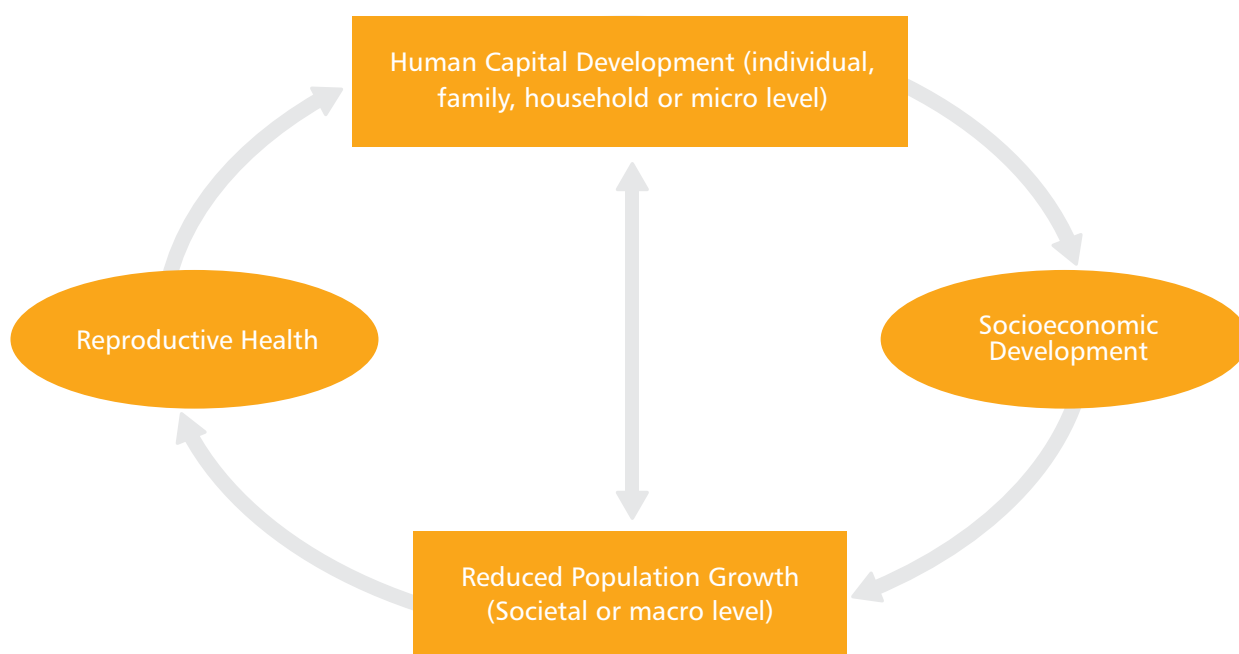 Human Capital Development (individual,
family, household or micro level)
Reproductive Health
Socioeconomic
Development
Reduced Population Growth
(Societal or macro level)